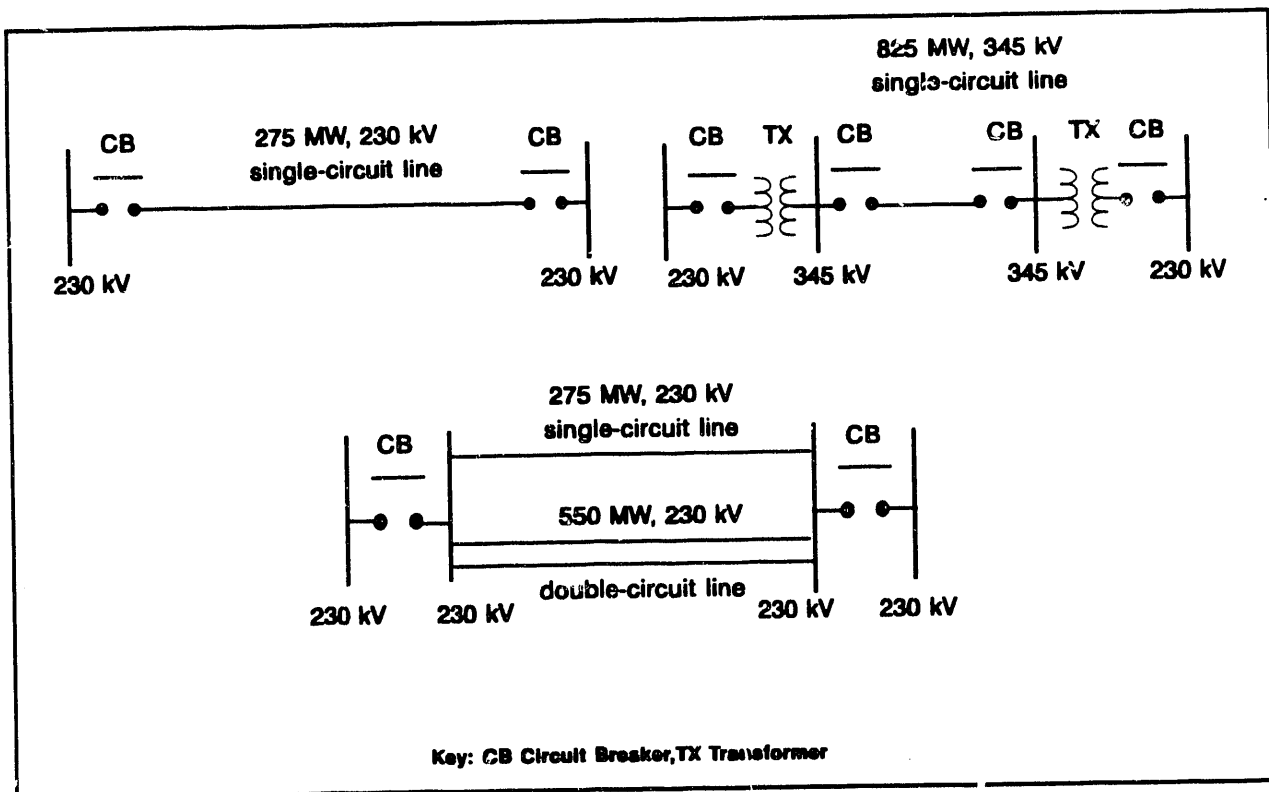 825 MW, 345 kV
single-circuit line
CB
275 MW, 230 kV
single-circuit line
CB
CB
TX
CB
CB
TX
CB
230 kV
230 kV
230 kV
345 kV
345 kV
230 kV
275 MW, 230 kV
single-circuit line
CB
CB
550 MW, 230 kV
double-circuit line
230 kV
230 kV
230 kV
230 kV
Key: CB Circuit Breaker,TX Transformer